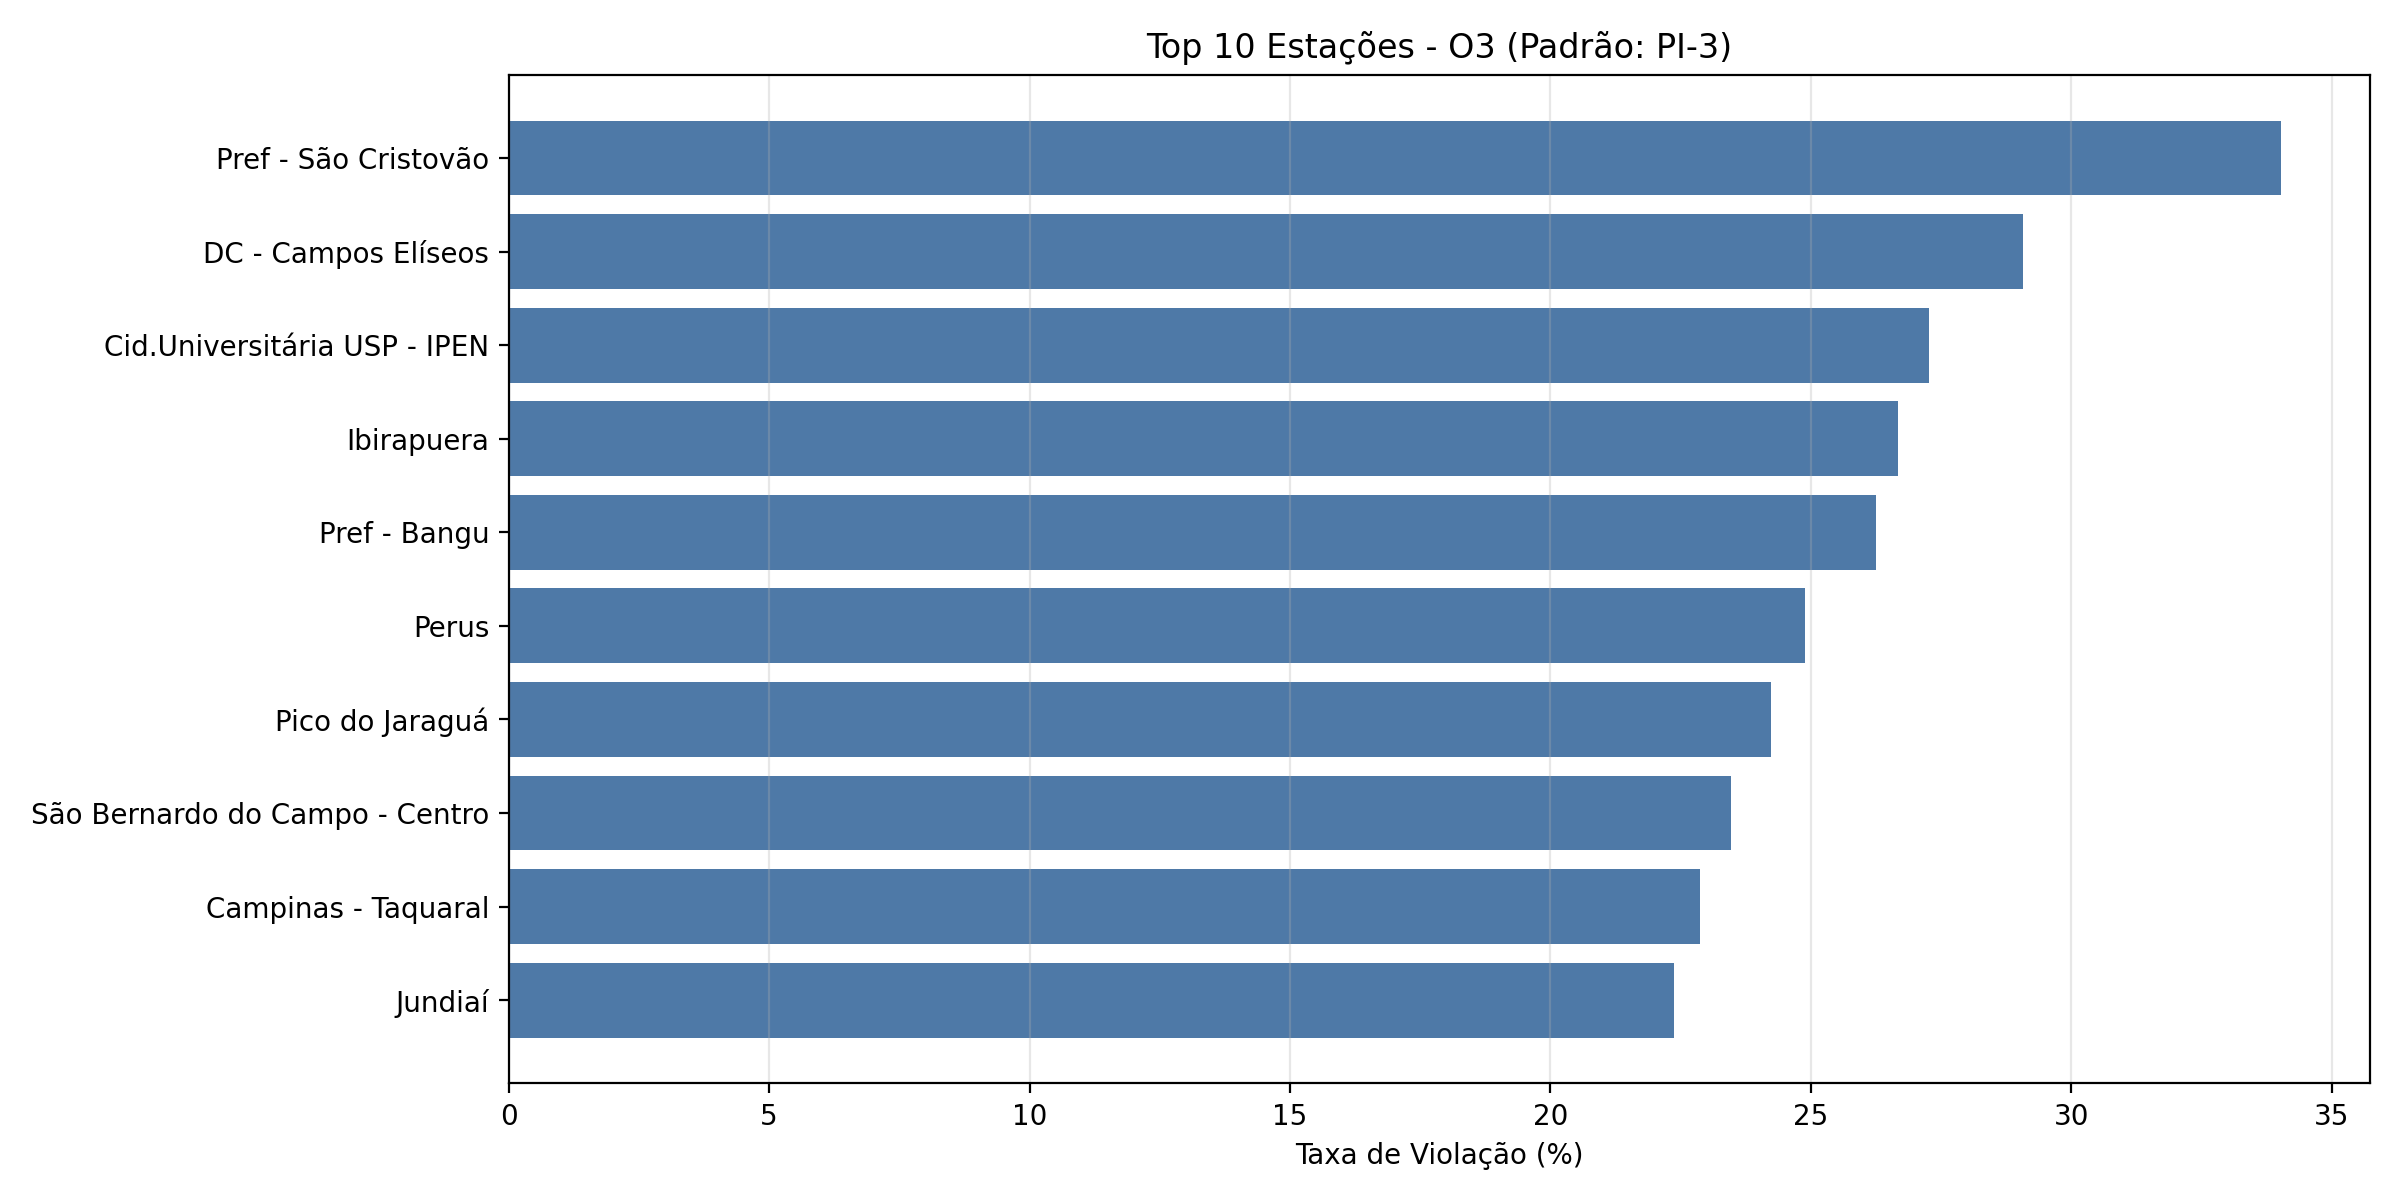 Top 10 Estações - O3 (Padrão: PI-3)
Pref - São Cristovão
DC - Campos Elíseos
Cid.Universitária USP - IPEN
Ibirapuera
Pref - Bangu
Perus
Pico do Jaraguá
São Bernardo do Campo - Centro
Campinas - Taquaral
Jundiaí
0 5 10 15 20 25 30 35
Taxa de Violação (%)